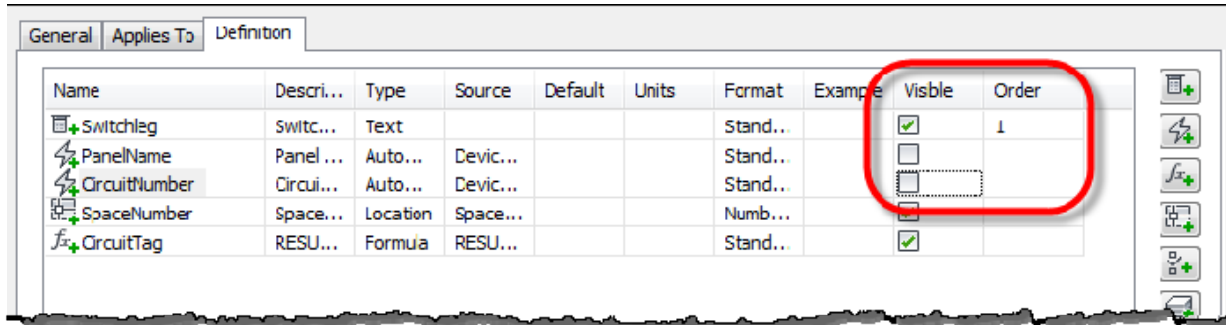 General Applies To Definition
Name Descri... Type Source Default Units Format Example Visible Order
Switchleg Switc... Text Stand... 1
PanelName Panel ... Auto... Devic... Stand...
CircuitNumber Circui... Auto... Devic... Stand...
SpaceNumber Space... Location Space... Numb...
CircuitTag RESU... Formula RESU... Stand...